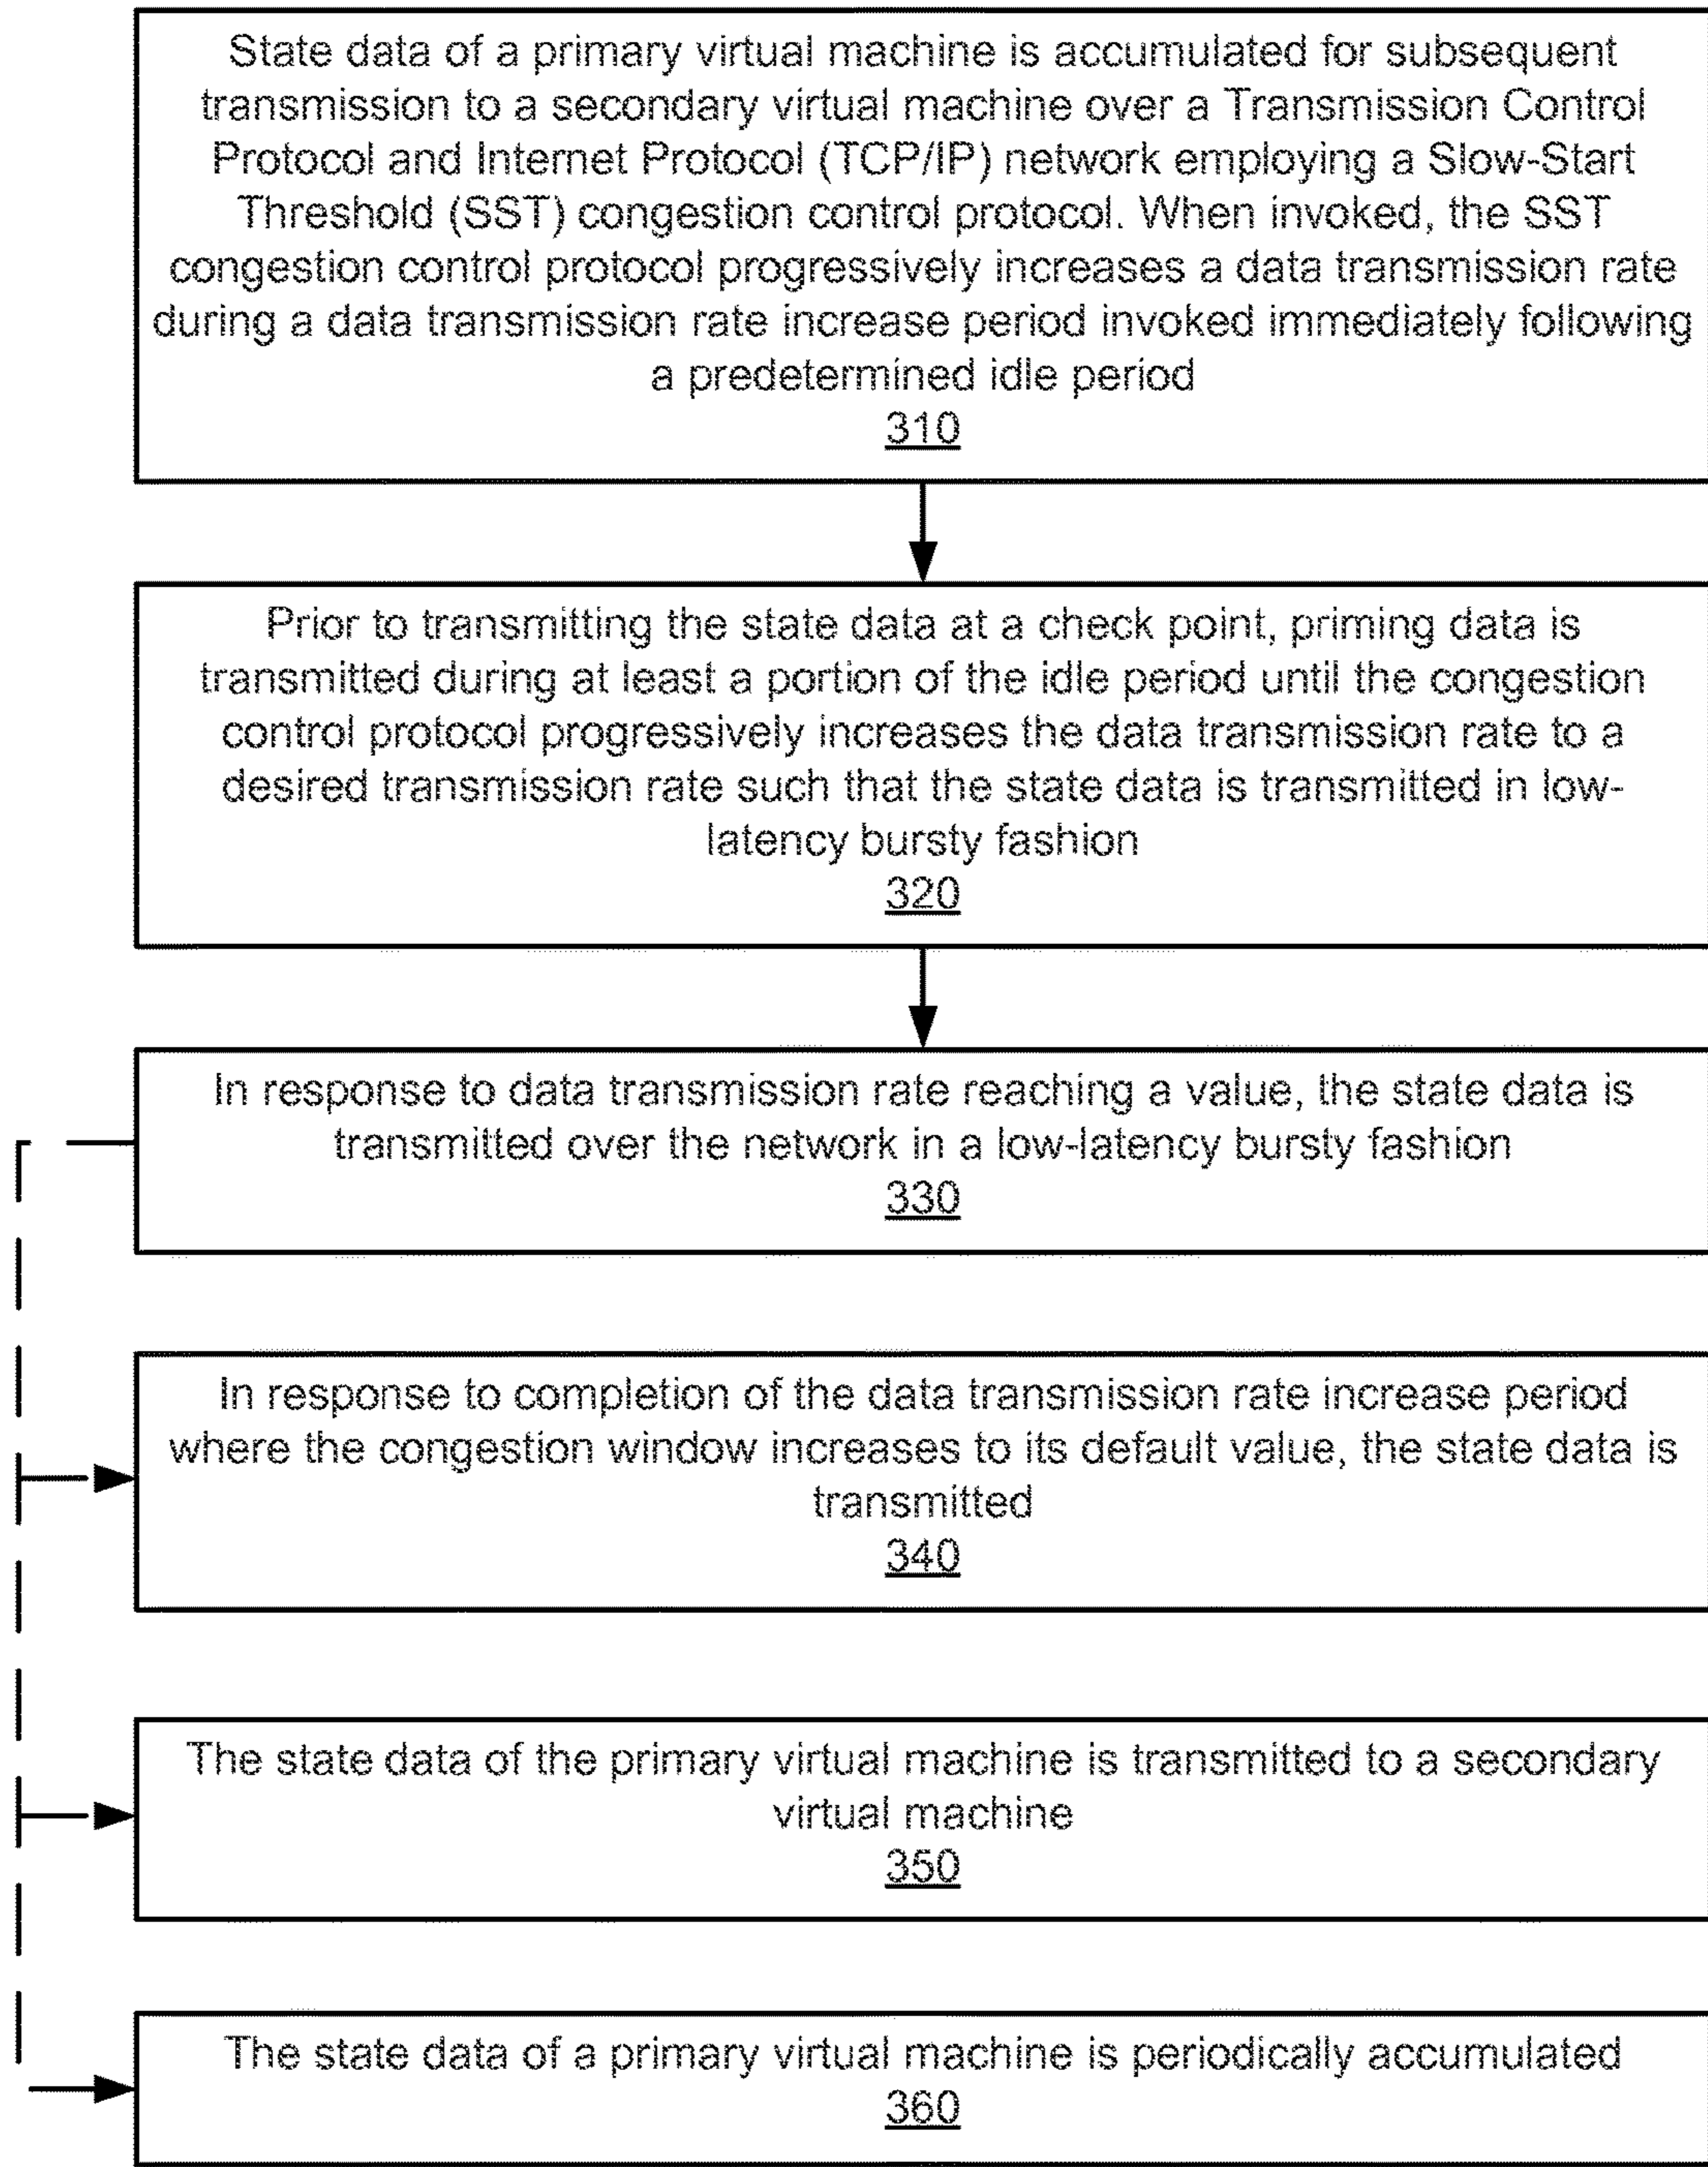 State data of a primary virtual machine is accumulated for subsequent
transmission to a secondary virtual machine over a Transmission Control
Protocol and Internet Protocol (TCP/IP) network employing a Slow-Start
Threshold (SST) congestion control protocol. When invoked, the SST
congestion control protocol progressively increases a data transmission rate
during a data transmission rate increase period invoked immediately following
a predetermined idle period
310
Prior to transmitting the state data at a check point, priming data is
transmitted during at least a portion of the idle period until the congestion
control protocol progressively increases the data transmission rate to a
desired transmission rate such that the state data is transmitted in low-
latency bursty fashion
320
In response to data transmission rate reaching a value, the state data is
transmitted over the network in a low-latency bursty fashion
330
In response to completion of the data transmission rate increase period
where the congestion window increases to its default value, the state data is
transmitted
340
The state data of the primary virtual machine is transmitted to a secondary
virtual machine
350
The state data of a primary virtual machine is periodically accumulated
360